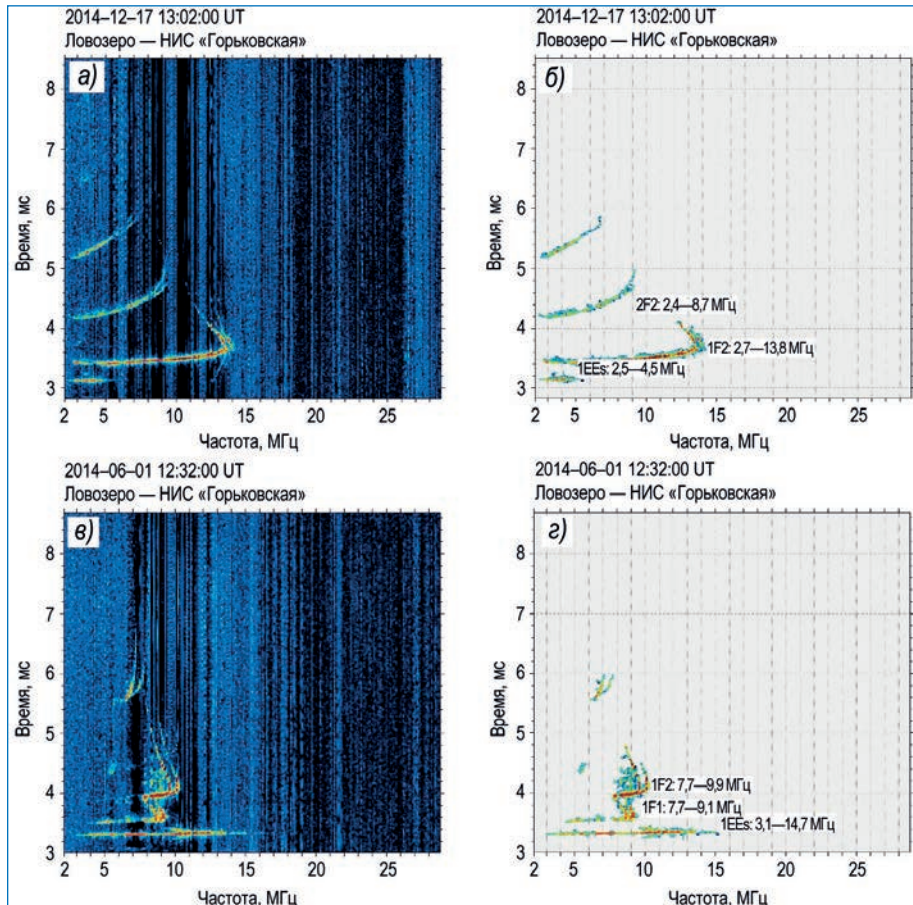 2014–12–17 13:02:00 UT
Ловозеро — НИС «Горьковская»
а)
8
7
6
5
4
3
Время, мс
2 5 10 15 20 25
Частота, МГц
2014–12–17 13:02:00 UT
Ловозеро — НИС «Горьковская»
б)
8
7
6
5
4
3
Время, мс
2F2: 2,4—8,7 МГц
1F2: 2,7—13,8 МГц
1EEs: 2,5—4,5 МГц
2 5 10 15 20 25
Частота, МГц
2014–06–01 12:32:00 UT
Ловозеро — НИС «Горьковская»
в)
8
7
6
5
4
3
Время, мс
2 5 10 15 20 25
Частота, МГц
2014–06–01 12:32:00 UT
Ловозеро — НИС «Горьковская»
г)
8
7
6
5
4
3
Время, мс
1F2: 7,7—9,9 МГц
1F1: 7,7—9,1 МГц
1EEs: 3,1—14,7 МГц
2 5 10 15 20 25
Частота, МГц